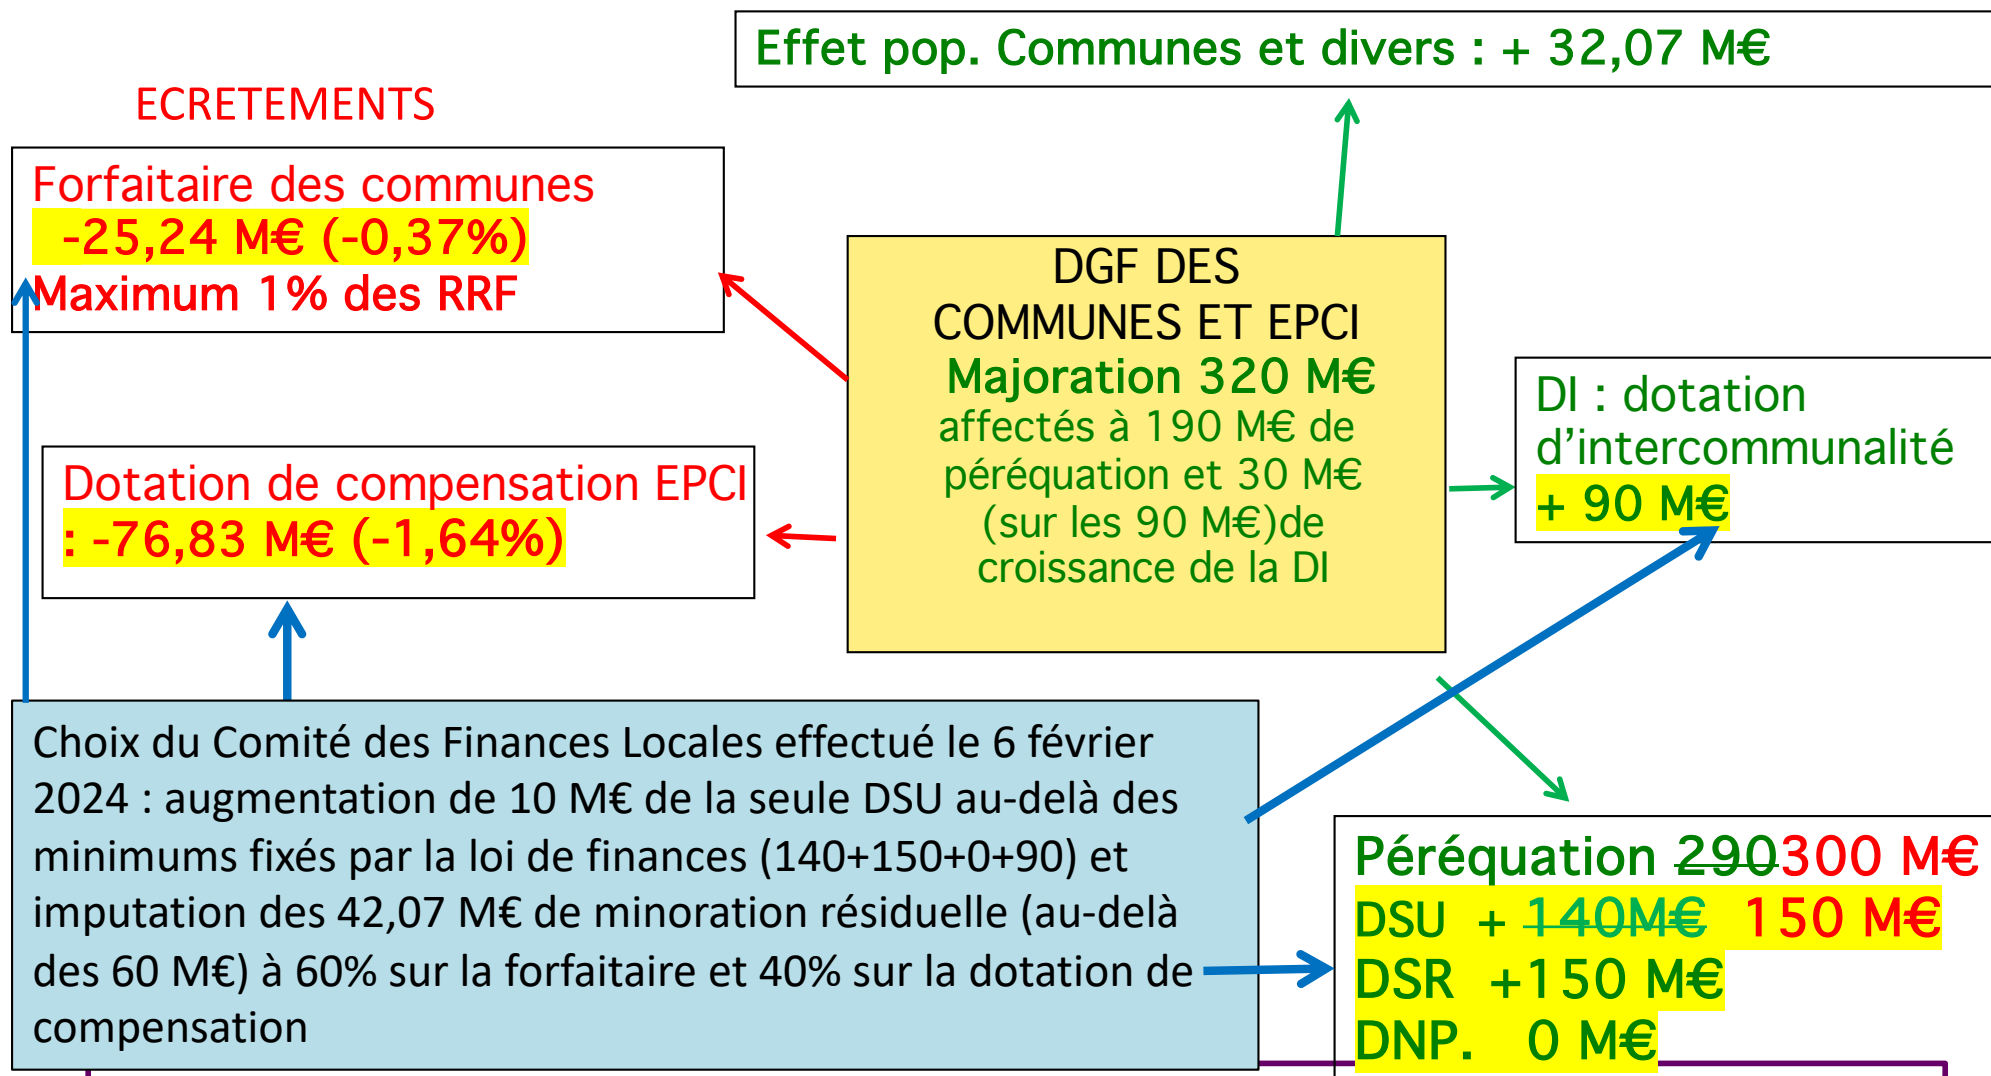 Effet pop. Communes et divers : + 32,07 M€
ECRETEMENTS
Forfaitaire des communes
-25,24 M€ (-0,37%)
Maximum 1% des RRF
DGF DES
COMMUNES ET EPCI
Majoration 320 M€
affectés à 190 M€ de
péréquation et 30 M€
(sur les 90 M€)de
croissance de la DI
DI : dotation
d’intercommunalité
+ 90 M€
Dotation de compensation EPCI
: -76,83 M€ (-1,64%)
Choix du Comité des Finances Locales effectué le 6 février
2024 : augmentation de 10 M€ de la seule DSU au-delà des
minimums fixés par la loi de finances (140+150+0+90) et
imputation des 42,07 M€ de minoration résiduelle (au-delà
des 60 M€) à 60% sur la forfaitaire et 40% sur la dotation de
compensation
Péréquation 290300 M€
DSU + 140M€ 150 M€
DSR +150 M€
DNP. 0 M€